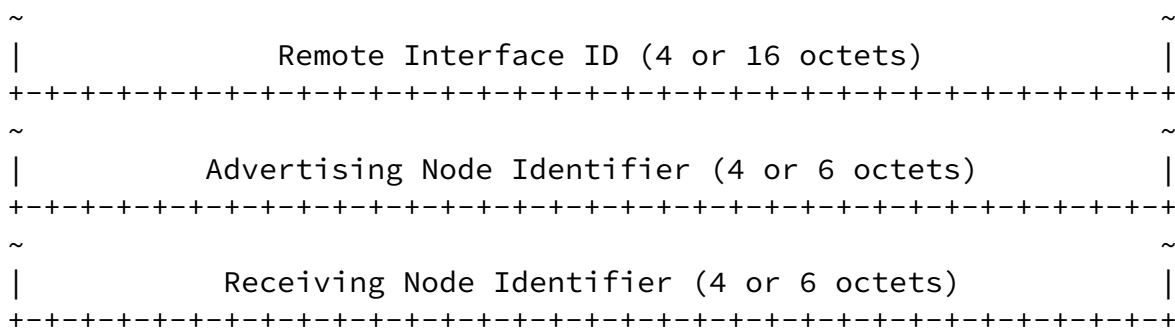 ~                                                               ~
|               Remote Interface ID (4 or 16 octets)            |
+-+-+-+-+-+-+-+-+-+-+-+-+-+-+-+-+-+-+-+-+-+-+-+-+-+-+-+-+-+-+-+-+
~                                                               ~
|           Advertising Node Identifier (4 or 6 octets)         |
+-+-+-+-+-+-+-+-+-+-+-+-+-+-+-+-+-+-+-+-+-+-+-+-+-+-+-+-+-+-+-+-+
~                                                               ~
|            Receiving Node Identifier (4 or 6 octets)          |
+-+-+-+-+-+-+-+-+-+-+-+-+-+-+-+-+-+-+-+-+-+-+-+-+-+-+-+-+-+-+-+-+